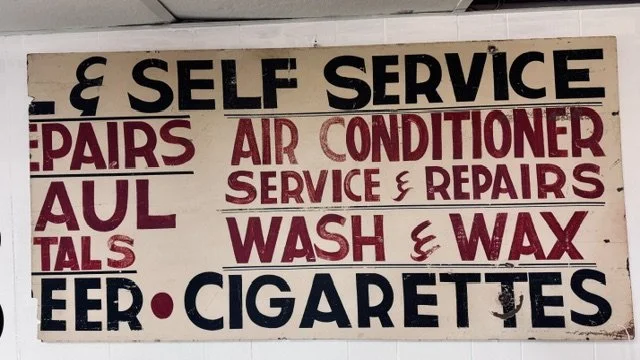 L & SELF SERVICE
EPAIRS AIR CONDITIONER
SERVICE & REPAIRS
AUL
TALS WASH & WAX
EER • CIGARETTES